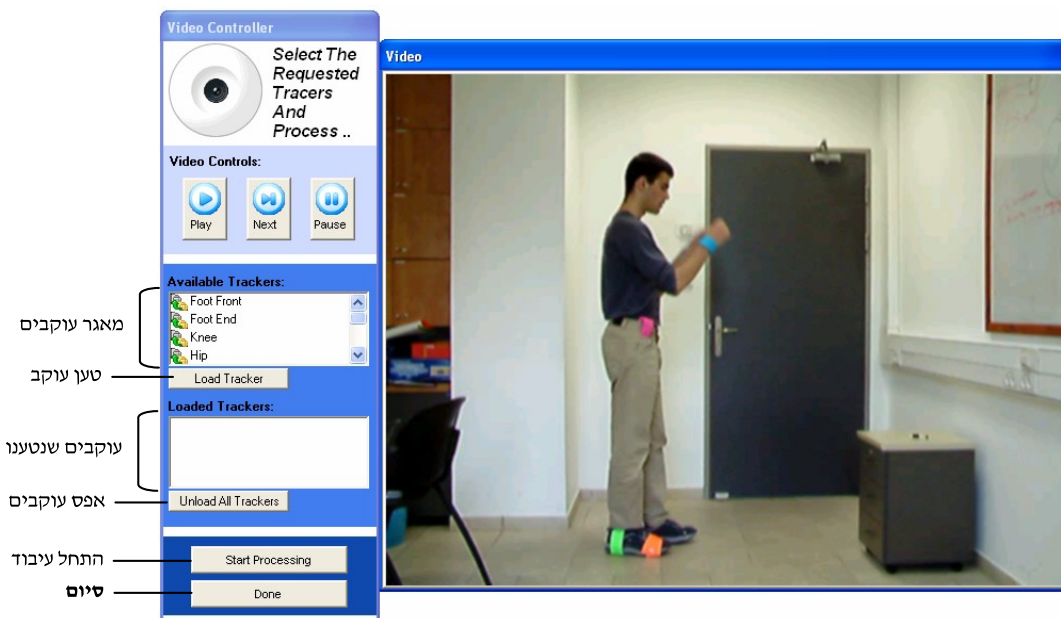 Video Controller
Select The
Requested
Tracers
And
Process ..
Video Controls:
Play
Next
Pause
Available Trackers:
Foot Front
Foot End
Knee
Hip
Load Tracker
Loaded Trackers:
Unload All Trackers
Start Processing
Done
מאגר עוקבים
טען עוקב
עוקבים שנטענו
אפס עוקבים
התחל עיבוד
סיום
Video